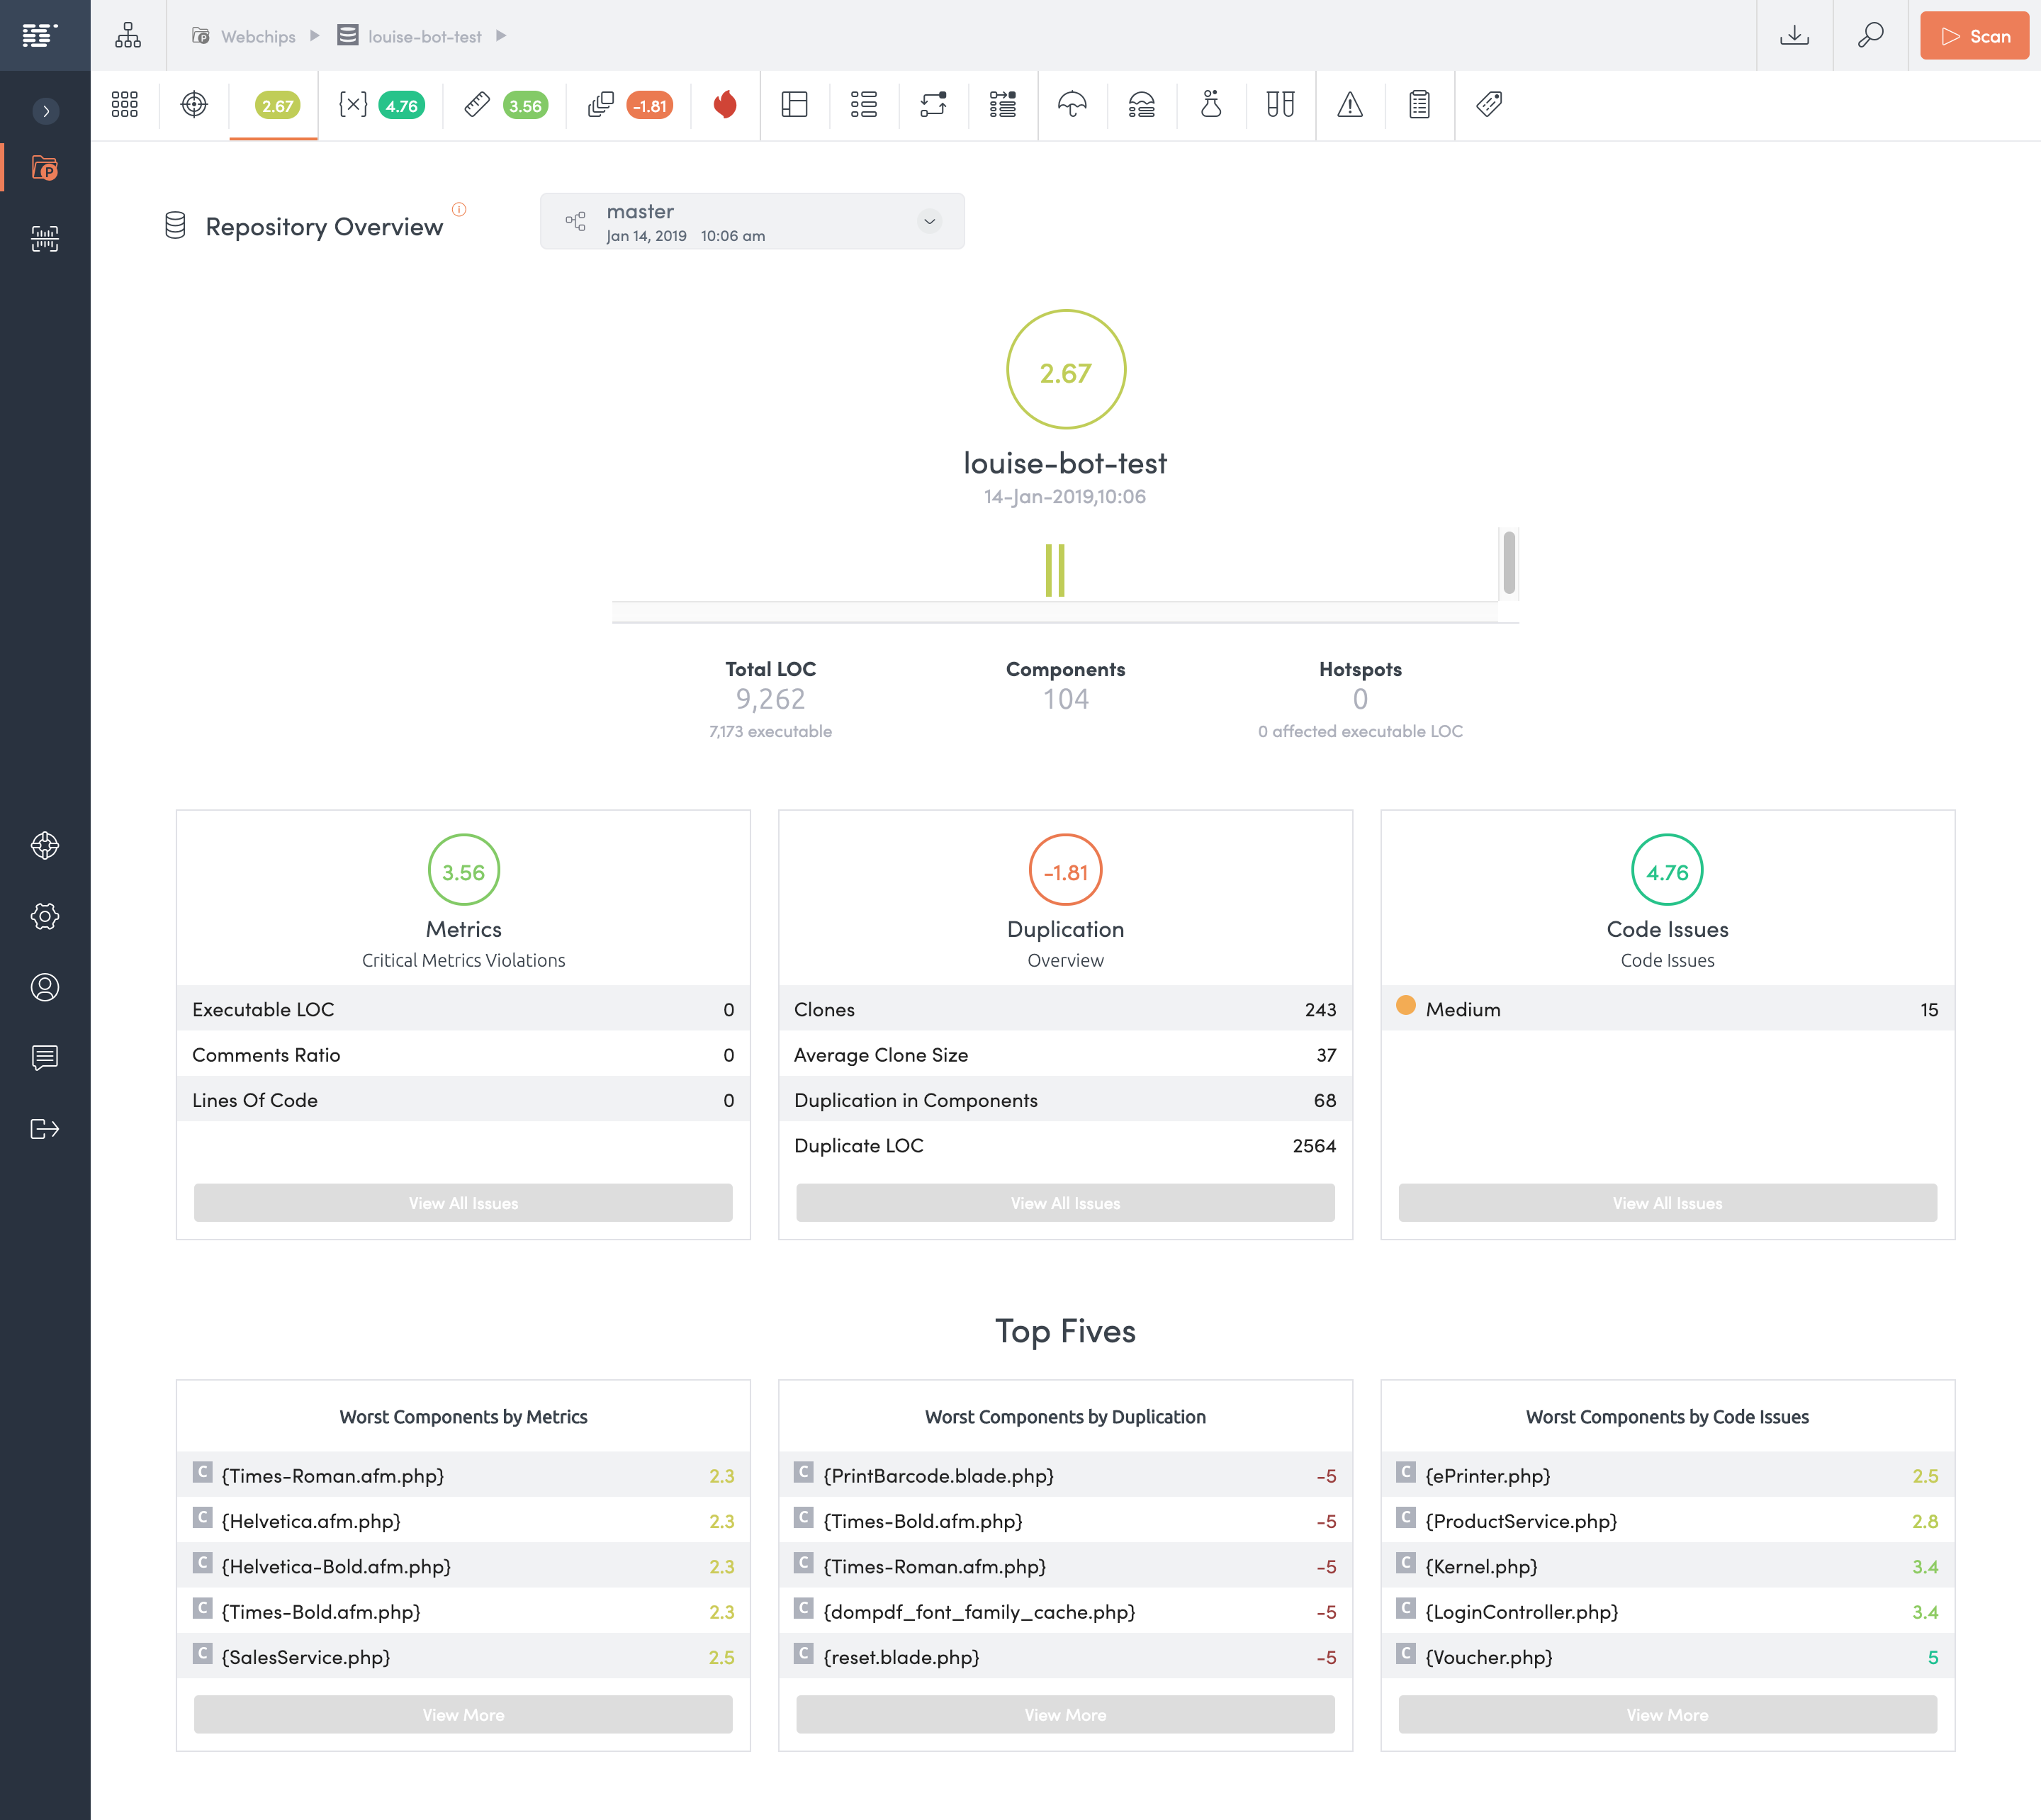 Webchips
louise-bot-test
Scan
2.67
4.76
3.56
-1.81
Repository Overview
master
Jan 14, 2019 10:06 am
2.67
louise-bot-test
14-Jan-2019,10:06
Total LOC
9,262
7,173 executable
Components
104
Hotspots
0
0 affected executable LOC
3.56
Metrics
Critical Metrics Violations
Executable LOC 0
Comments Ratio 0
Lines Of Code 0
View All Issues
-1.81
Duplication
Overview
Clones 243
Average Clone Size 37
Duplication in Components 68
Duplicate LOC 2564
View All Issues
4.76
Code Issues
Code Issues
Medium 15
View All Issues
Top Fives
Worst Components by Metrics
C {Times-Roman.afm.php} 2.3
C {Helvetica.afm.php} 2.3
C {Helvetica-Bold.afm.php} 2.3
C {Times-Bold.afm.php} 2.3
C {SalesService.php} 2.5
View More
Worst Components by Duplication
C {PrintBarcode.blade.php} -5
C {Times-Bold.afm.php} -5
C {Times-Roman.afm.php} -5
C {dompdf_font_family_cache.php} -5
C {reset.blade.php} -5
View More
Worst Components by Code Issues
C {ePrinter.php} 2.5
C {ProductService.php} 2.8
C {Kernel.php} 3.4
C {LoginController.php} 3.4
C {Voucher.php} 5
View More